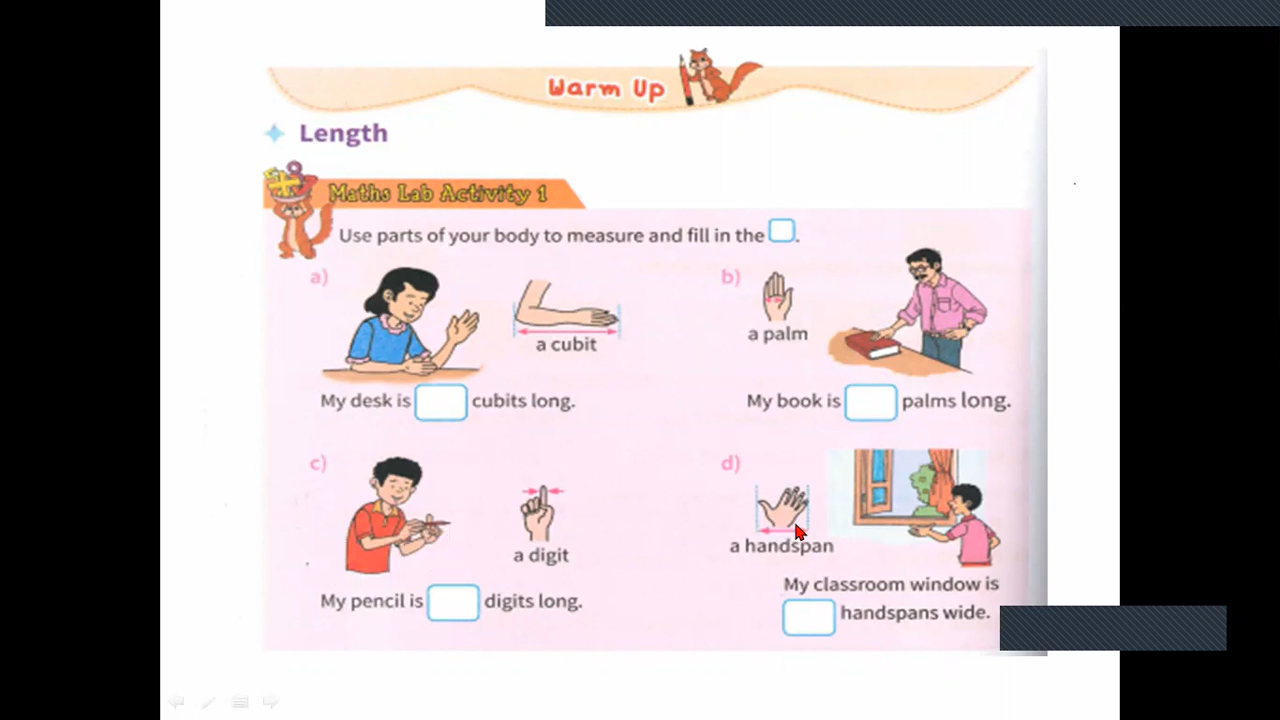 Warm Up
Length
Maths Lab Activity 1
Use parts of your body to measure and fill in the .
a)
a cubit
My desk is cubits long.
b)
a palm
My book is palms long.
c)
a digit
My pencil is digits long.
d)
a handspan
My classroom window is
handspans wide.